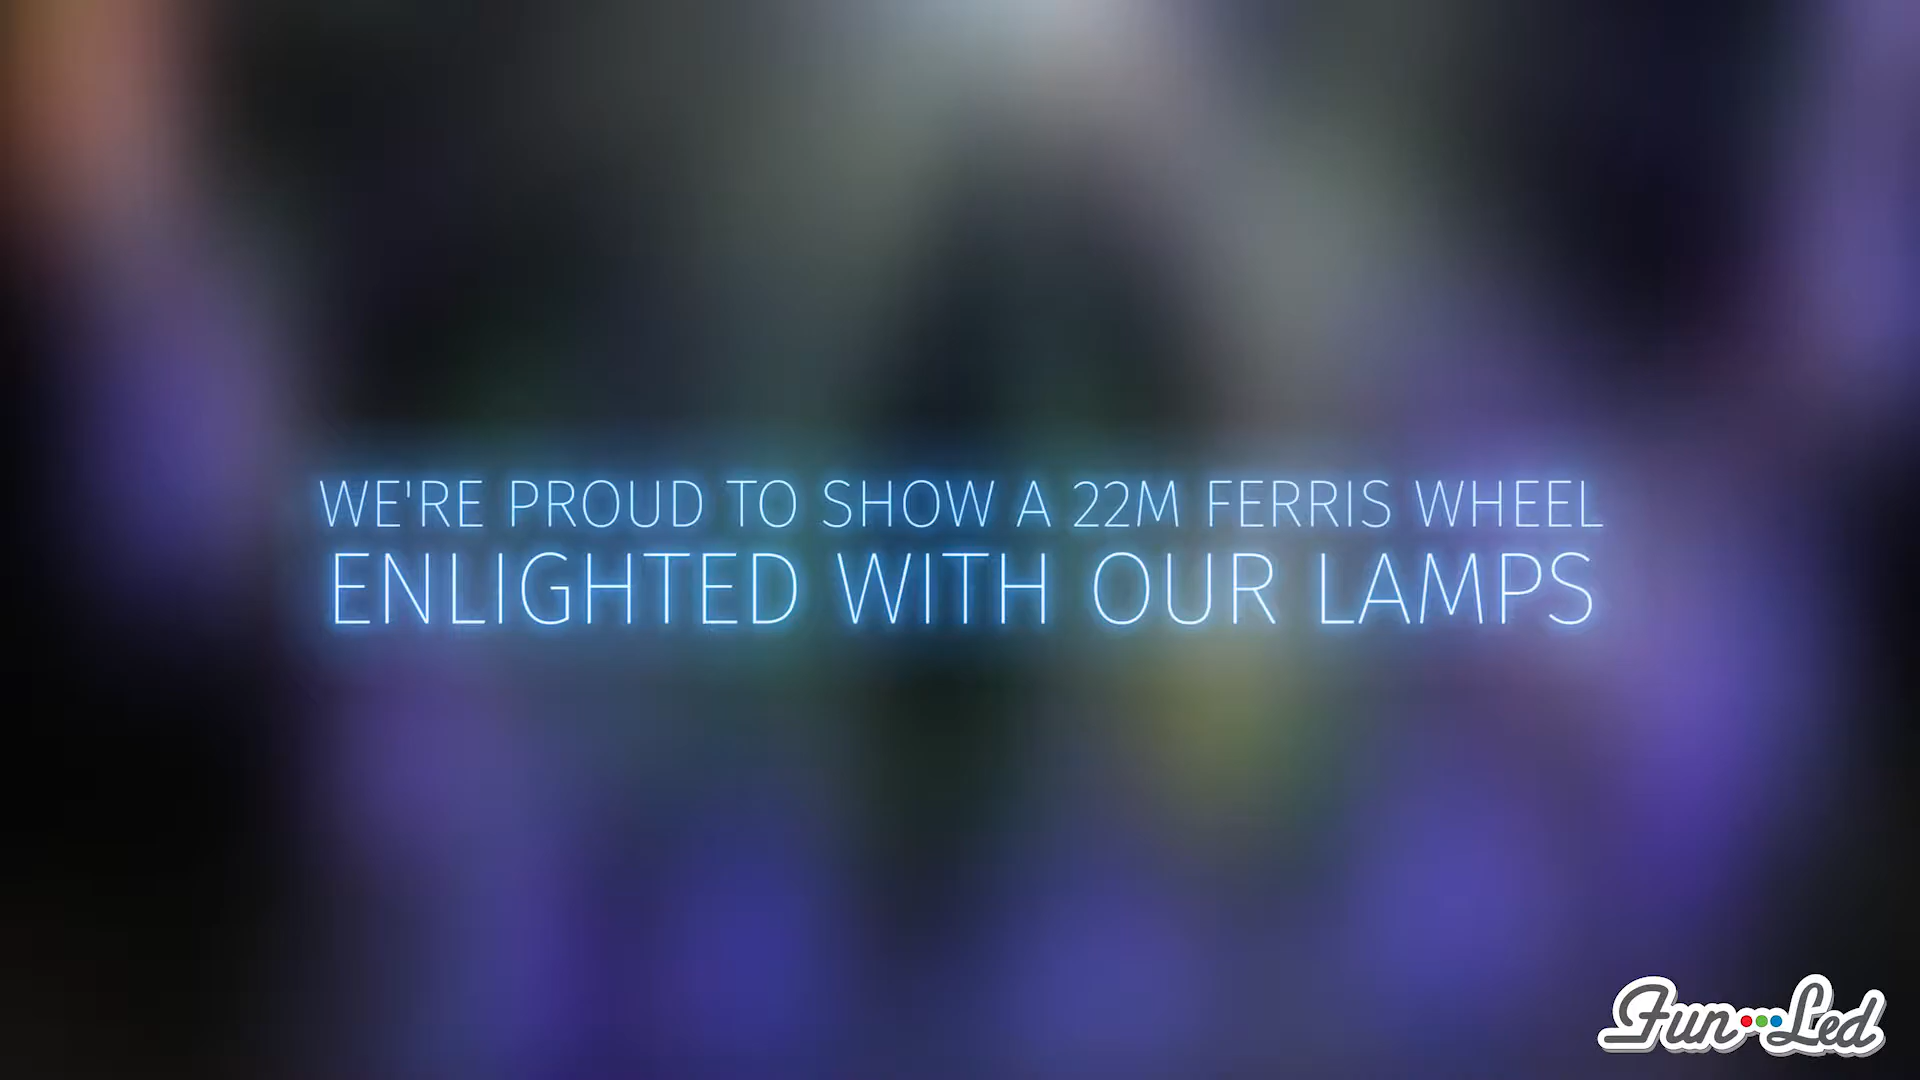 WE'RE PROUD TO SHOW A 22M FERRIS WHEEL
ENLIGHTED WITH OUR LAMPS
Fun Led